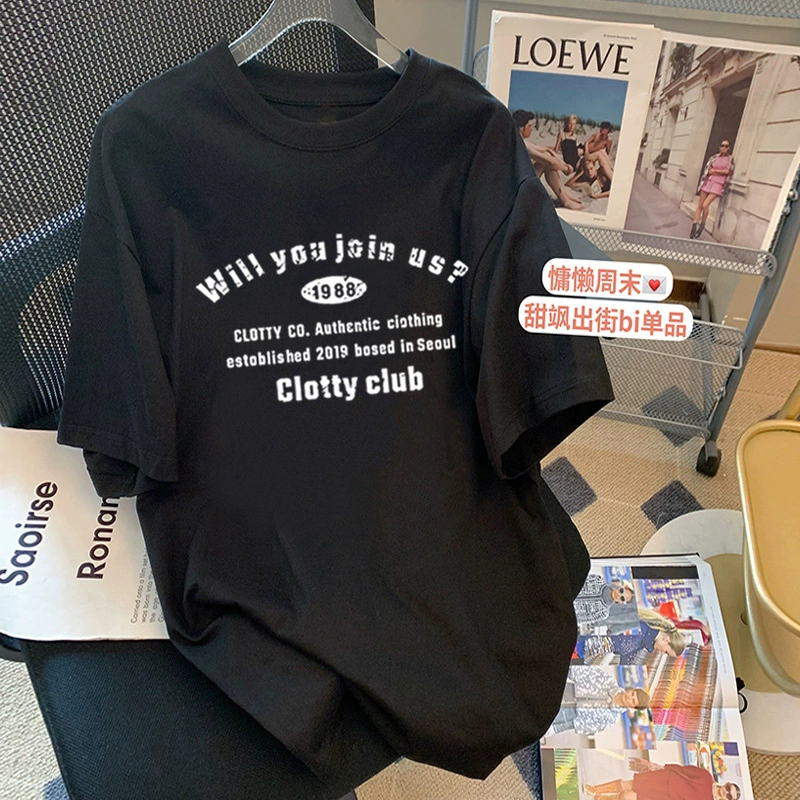 LOEWE
Will you join us?
1988
CLOTTY CO. Authentic clothing
established 2019 based in Seoul
Clotty club
慵懒周末💌
甜飒出街bi单品
Saoirse
Ronan